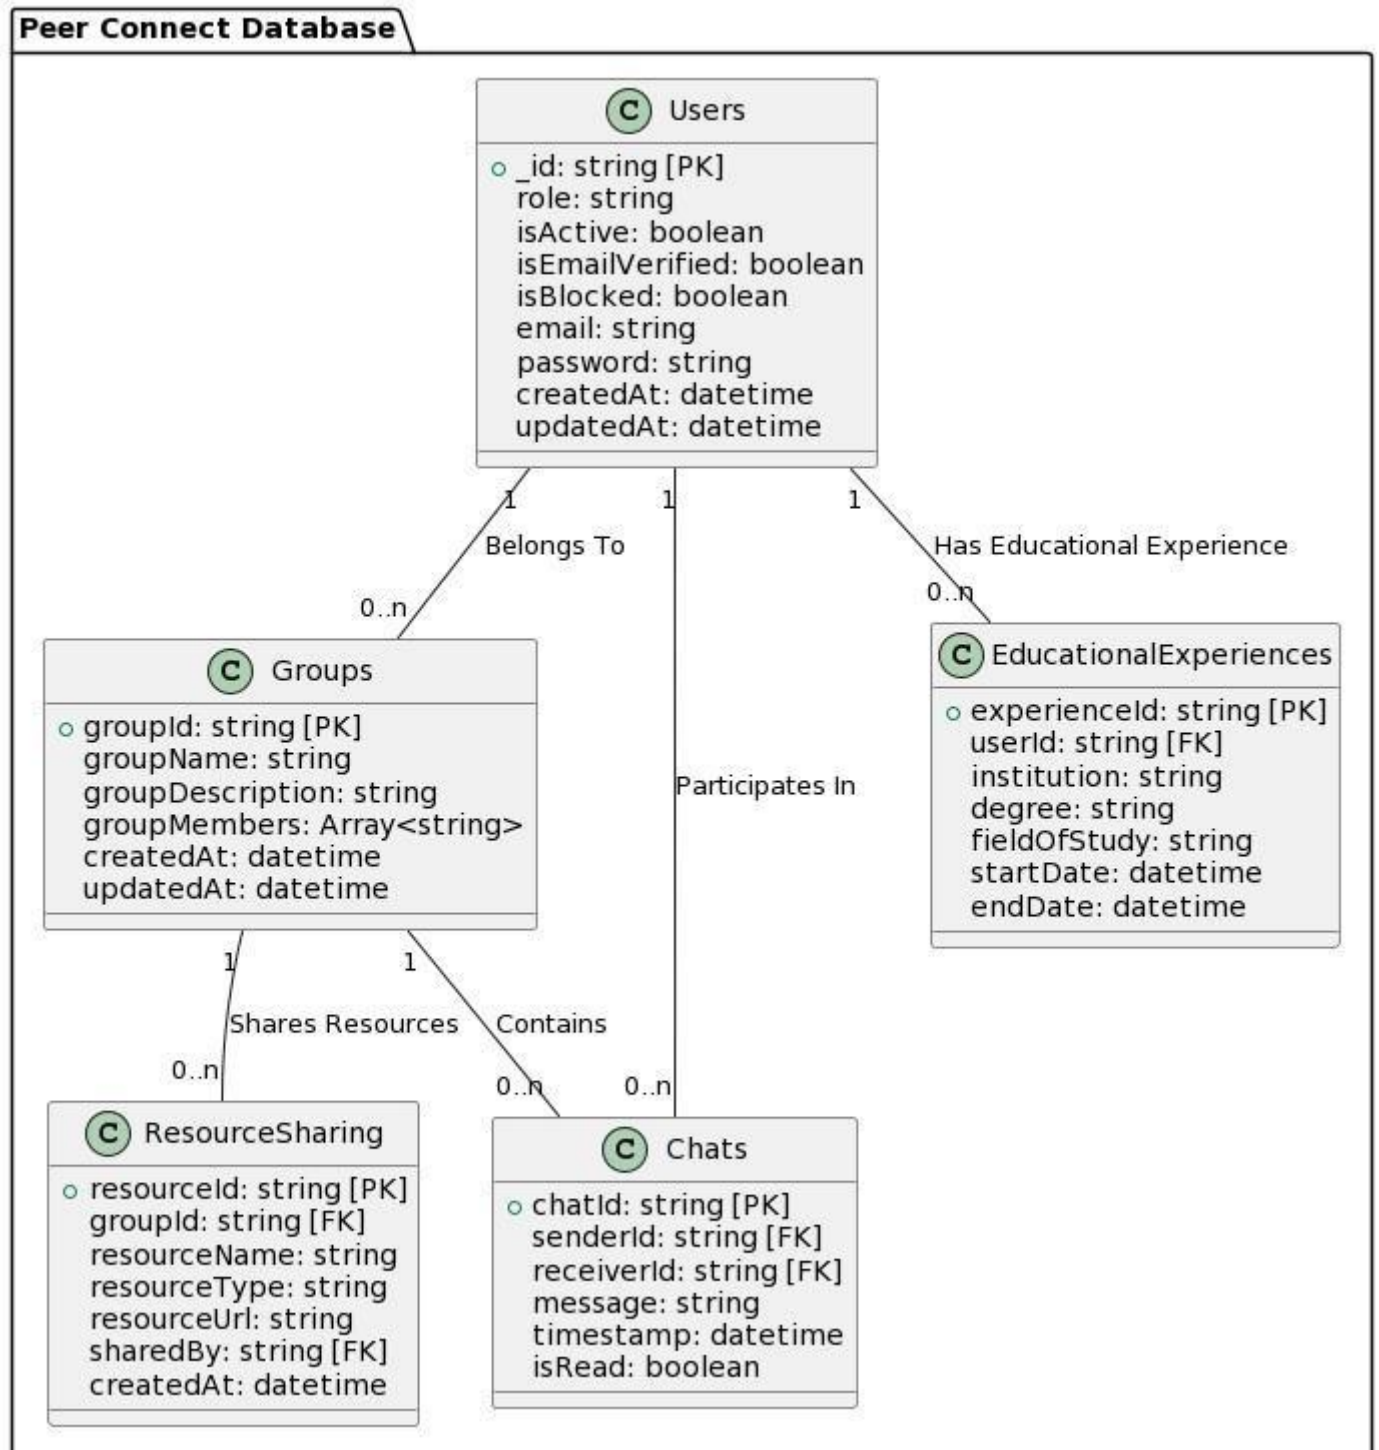 Peer Connect Database
C Users
_id: string [PK]
role: string
isActive: boolean
isEmailVerified: boolean
isBlocked: boolean
email: string
password: string
createdAt: datetime
updatedAt: datetime
1
1
1
Belongs To
Has Educational Experience
0..n
0..n
C Groups
groupId: string [PK]
groupName: string
groupDescription: string
groupMembers: Array<string>
createdAt: datetime
updatedAt: datetime
Participates In
C EducationalExperiences
experienceId: string [PK]
userId: string [FK]
institution: string
degree: string
fieldOfStudy: string
startDate: datetime
endDate: datetime
1
1
Shares Resources
Contains
0..n
0..n
0..n
C ResourceSharing
resourceId: string [PK]
groupId: string [FK]
resourceName: string
resourceType: string
resourceUrl: string
sharedBy: string [FK]
createdAt: datetime
C Chats
chatId: string [PK]
senderId: string [FK]
receiverId: string [FK]
message: string
timestamp: datetime
isRead: boolean